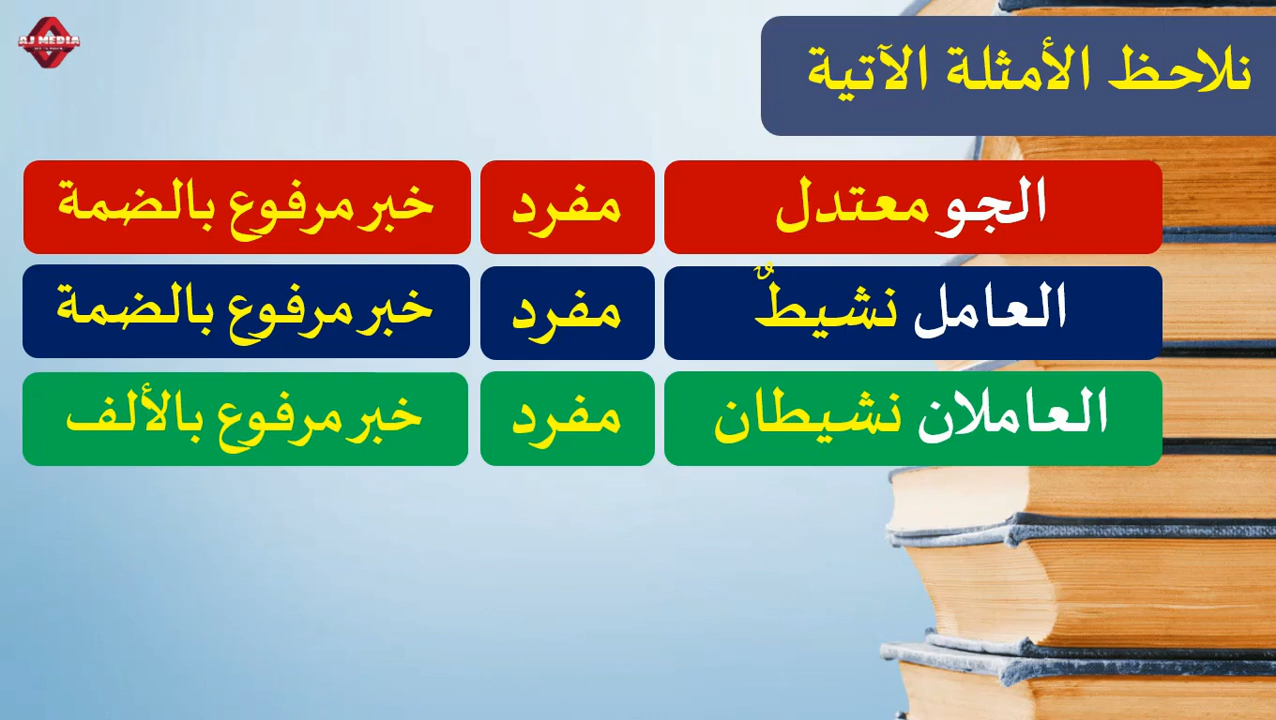 AJ MEDIA
نلاحظ الأمثلة الآتية
الجو معتدل مفرد خبر مرفوع بالضمة
العامل نشيطٌ مفرد خبر مرفوع بالضمة
العاملان نشيطان مفرد خبر مرفوع بالألف